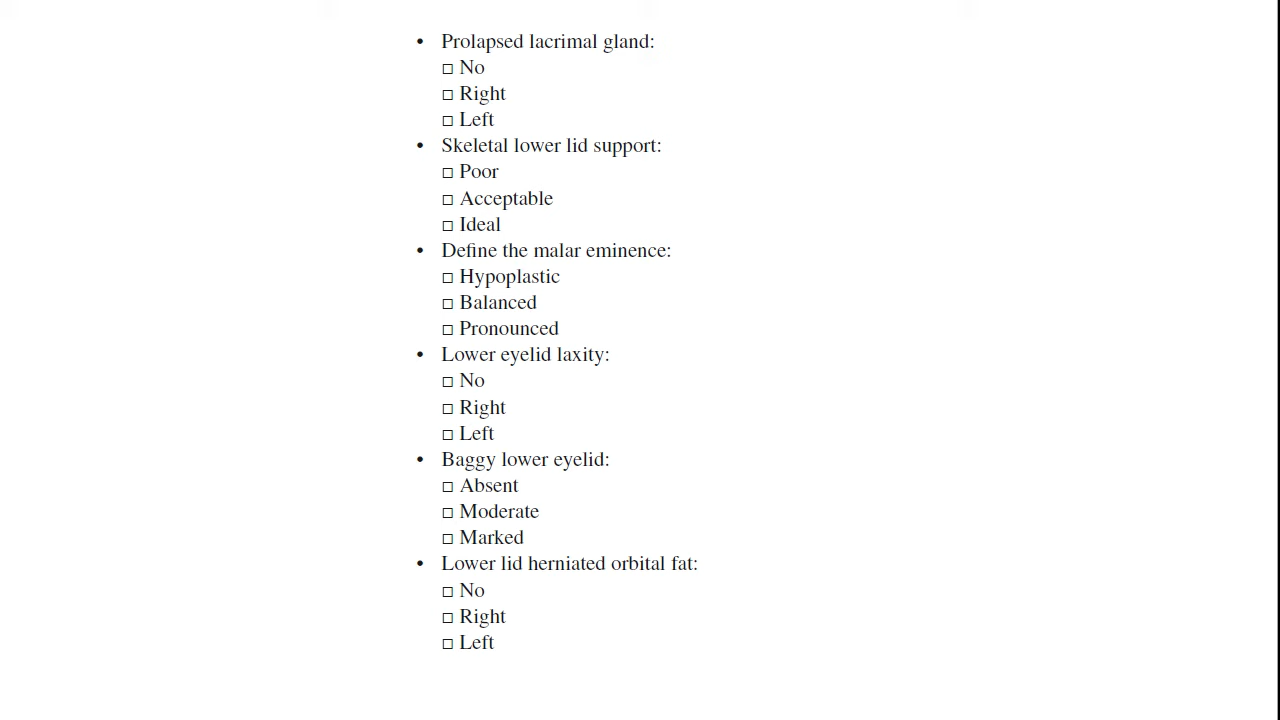 • Prolapsed lacrimal gland:
□ No
□ Right
□ Left
• Skeletal lower lid support:
□ Poor
□ Acceptable
□ Ideal
• Define the malar eminence:
□ Hypoplastic
□ Balanced
□ Pronounced
• Lower eyelid laxity:
□ No
□ Right
□ Left
• Baggy lower eyelid:
□ Absent
□ Moderate
□ Marked
• Lower lid herniated orbital fat:
□ No
□ Right
□ Left